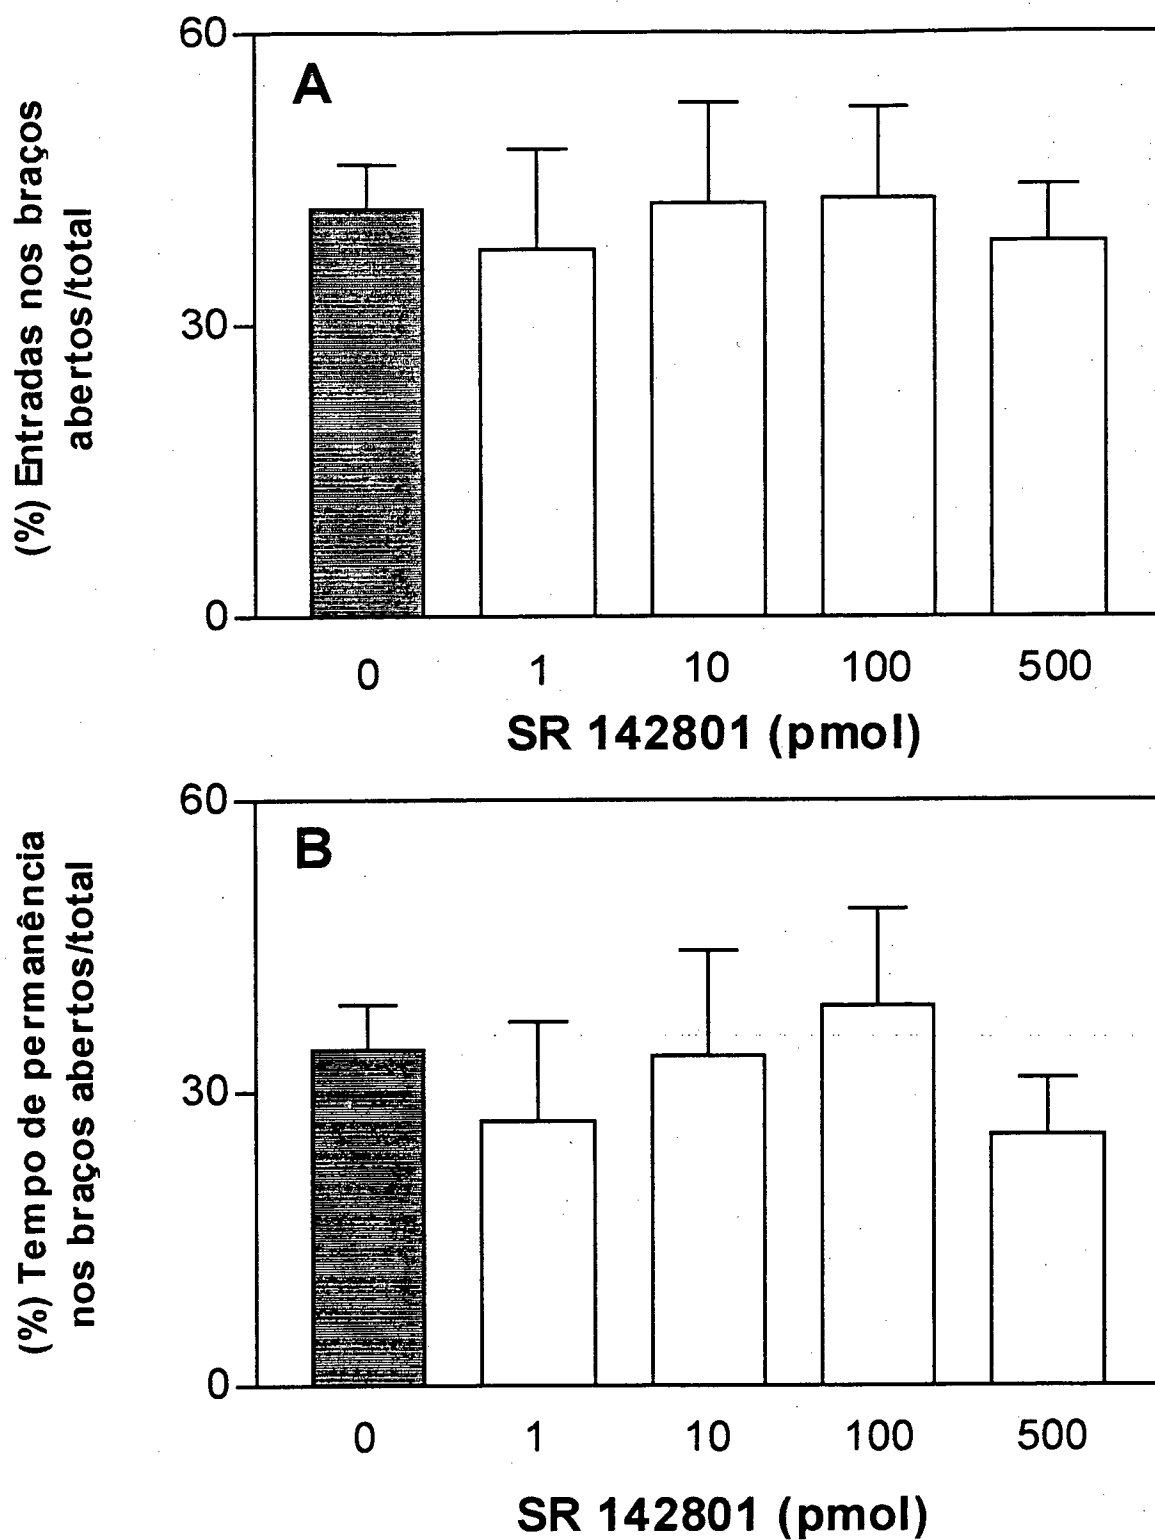 60
A
(%) Entradas nos braços
abertos/total
30
0
0 1 10 100 500
SR 142801 (pmol)
60
B
(%) Tempo de permanência
nos braços abertos/total
30
0
0 1 10 100 500
SR 142801 (pmol)